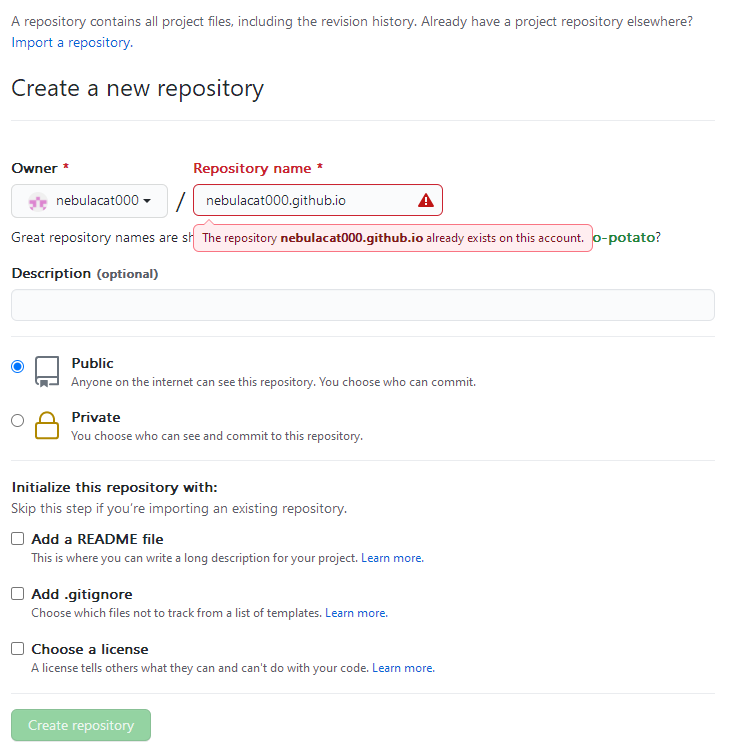 A repository contains all project files, including the revision history. Already have a project repository elsewhere?
Import a repository.
Create a new repository
Owner *
Repository name *
nebulacat000
/
nebulacat000.github.io
Great repository names are
The repository nebulacat000.github.io already exists on this account.
o-potato?
Description (optional)
Public
Anyone on the internet can see this repository. You choose who can commit.
Private
You choose who can see and commit to this repository.
Initialize this repository with:
Skip this step if you're importing an existing repository.
Add a README file
This is where you can write a long description for your project. Learn more.
Add .gitignore
Choose which files not to track from a list of templates. Learn more.
Choose a license
A license tells others what they can and can't do with your code. Learn more.
Create repository